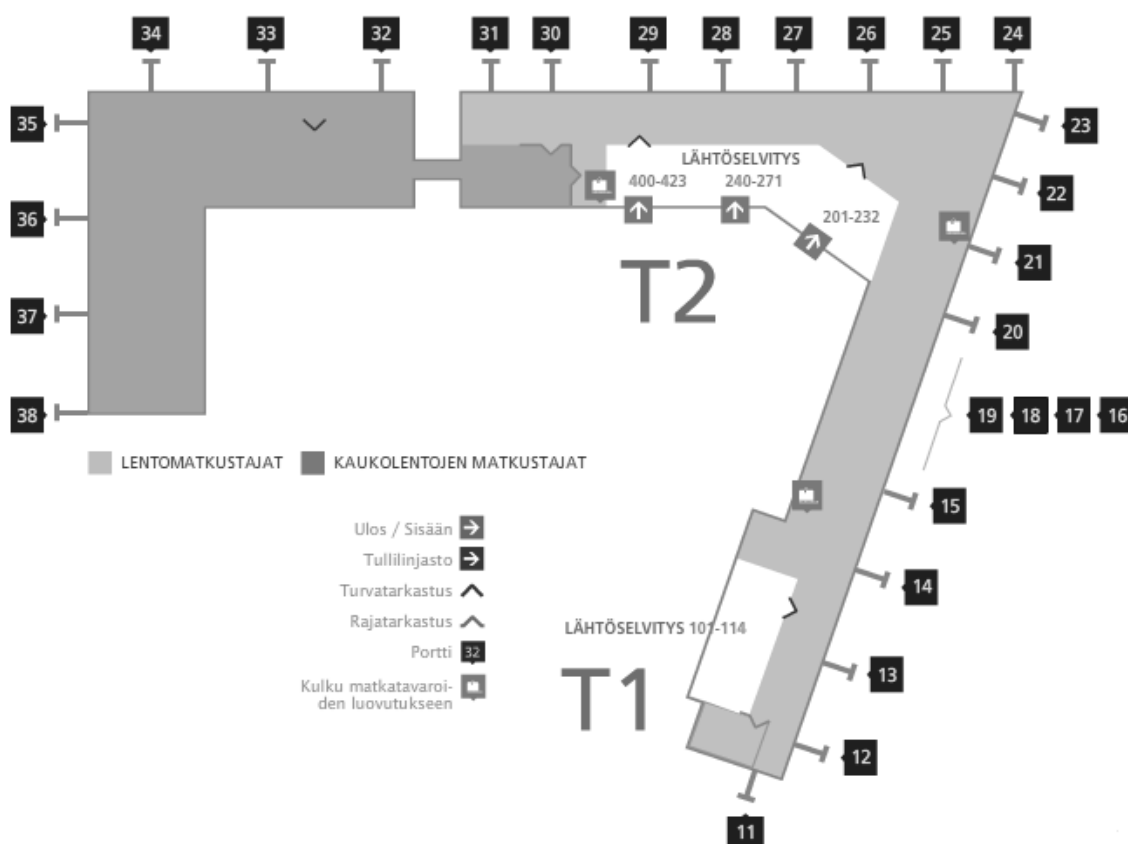 34
33
32
31
30
29
28
27
26
25
24
35
23
LÄHTÖSELVITYS
400-423
240-271
22
36
201-232
21
T2
37
20
38
19 18 17 16
LENTOMATKUSTAJAT
KAUKOLENTOJEN MATKUSTAJAT
15
Ulos / Sisään
Tullilinjasto
14
Turvatarkastus
Rajatarkastus
LÄHTÖSELVITYS 101-114
Portti 32
13
Kulku matkatavaroi-
den luovutukseen
T1
12
11